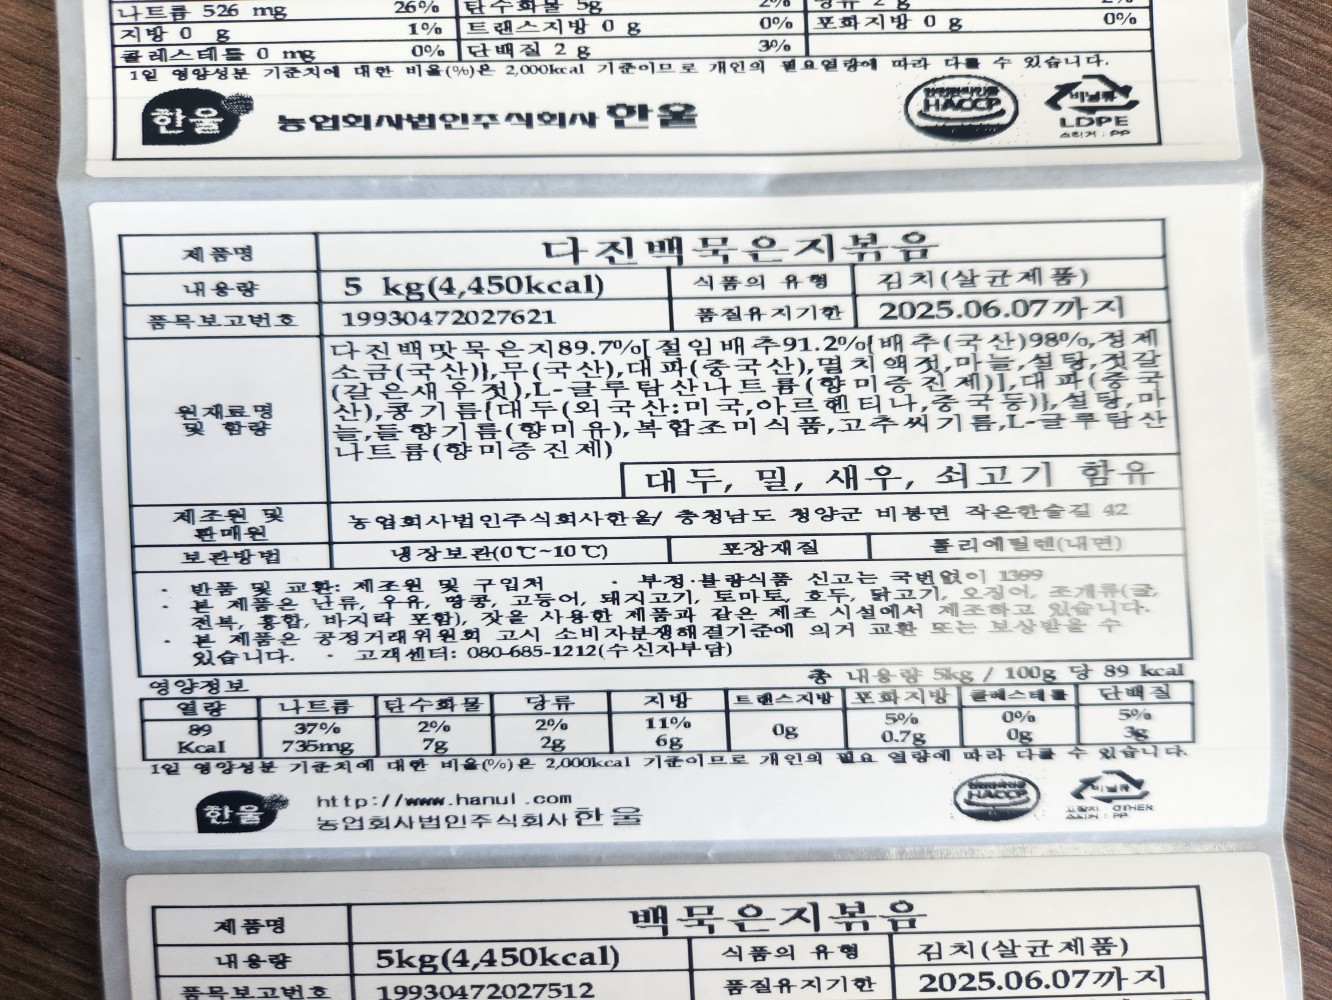 나트륨 526 mg 26% 탄수화물 5g 2% 당류 2 g 2%
지방 0 g 1% 트랜스지방 0 g 0% 포화지방 0 g 0%
콜레스테롤 0 mg 0% 단백질 2 g 3%
1일 영양성분 기준치에 대한 비율(%)은 2,000kcal 기준이므로 개인의 필요열량에 따라 다를 수 있습니다.
한울 농업회사법인주식회사 한울 HACCP 비닐류 LDPE 스티커 : PP
제품명 다진백묵은지볶음
내용량 5 kg(4,450kcal) 식품의 유형 김치(살균제품)
품목보고번호 19930472027621 품질유지기한 2025.06.07까지
원재료명 및 함량
다진백맛묵은지89.7%[절임배추91.2%{배추(국산)98%,정제
소금(국산)},무(국산),대파(중국산),멸치액젓,마늘,설탕,젓갈
(갈은새우젓),L-글루탐산나트륨(향미증진제)],대파(중국
산),콩기름{대두(외국산:미국,아르헨티나,중국등)},설탕,마
늘,들향기름(향미유),복합조미식품,고추씨기름,L-글루탐산
나트륨(향미증진제)
대두, 밀, 새우, 쇠고기 함유
제조원 및 판매원 농업회사법인주식회사한울/ 충청남도 청양군 비봉면 작은한술길 42
보관방법 냉장보관(0℃~10℃) 포장재질 폴리에틸렌(내면)
· 반품 및 교환: 제조원 및 구입처 · 부정·불량식품 신고는 국번없이 1399
· 본 제품은 난류, 우유, 땅콩, 고등어, 돼지고기, 토마토, 호두, 닭고기, 오징어, 조개류(굴,
전복, 홍합, 바지락 포함), 잣을 사용한 제품과 같은 제조 시설에서 제조하고 있습니다.
· 본 제품은 공정거래위원회 고시 소비자분쟁해결기준에 의거 교환 또는 보상받을 수
있습니다. · 고객센터: 080-685-1212(수신자부담)
영양정보 총 내용량 5kg / 100g 당 89 kcal
열량 나트륨 탄수화물 당류 지방 트랜스지방 포화지방 콜레스테롤 단백질
89 Kcal 37% 735mg 2% 7g 2% 2g 11% 6g 0g 5% 0.7g 0% 0g 5% 3g
1일 영양성분 기준치에 대한 비율(%)은 2,000kcal 기준이므로 개인의 필요 열량에 따라 다를 수 있습니다.
한울 http://www.hanul.com
농업회사법인주식회사한울
HACCP 비닐류 OTHER 스티커 : PP
제품명 백묵은지볶음
내용량 5kg(4,450kcal) 식품의 유형 김치(살균제품)
품목보고번호 19930472027512 품질유지기한 2025.06.07까지